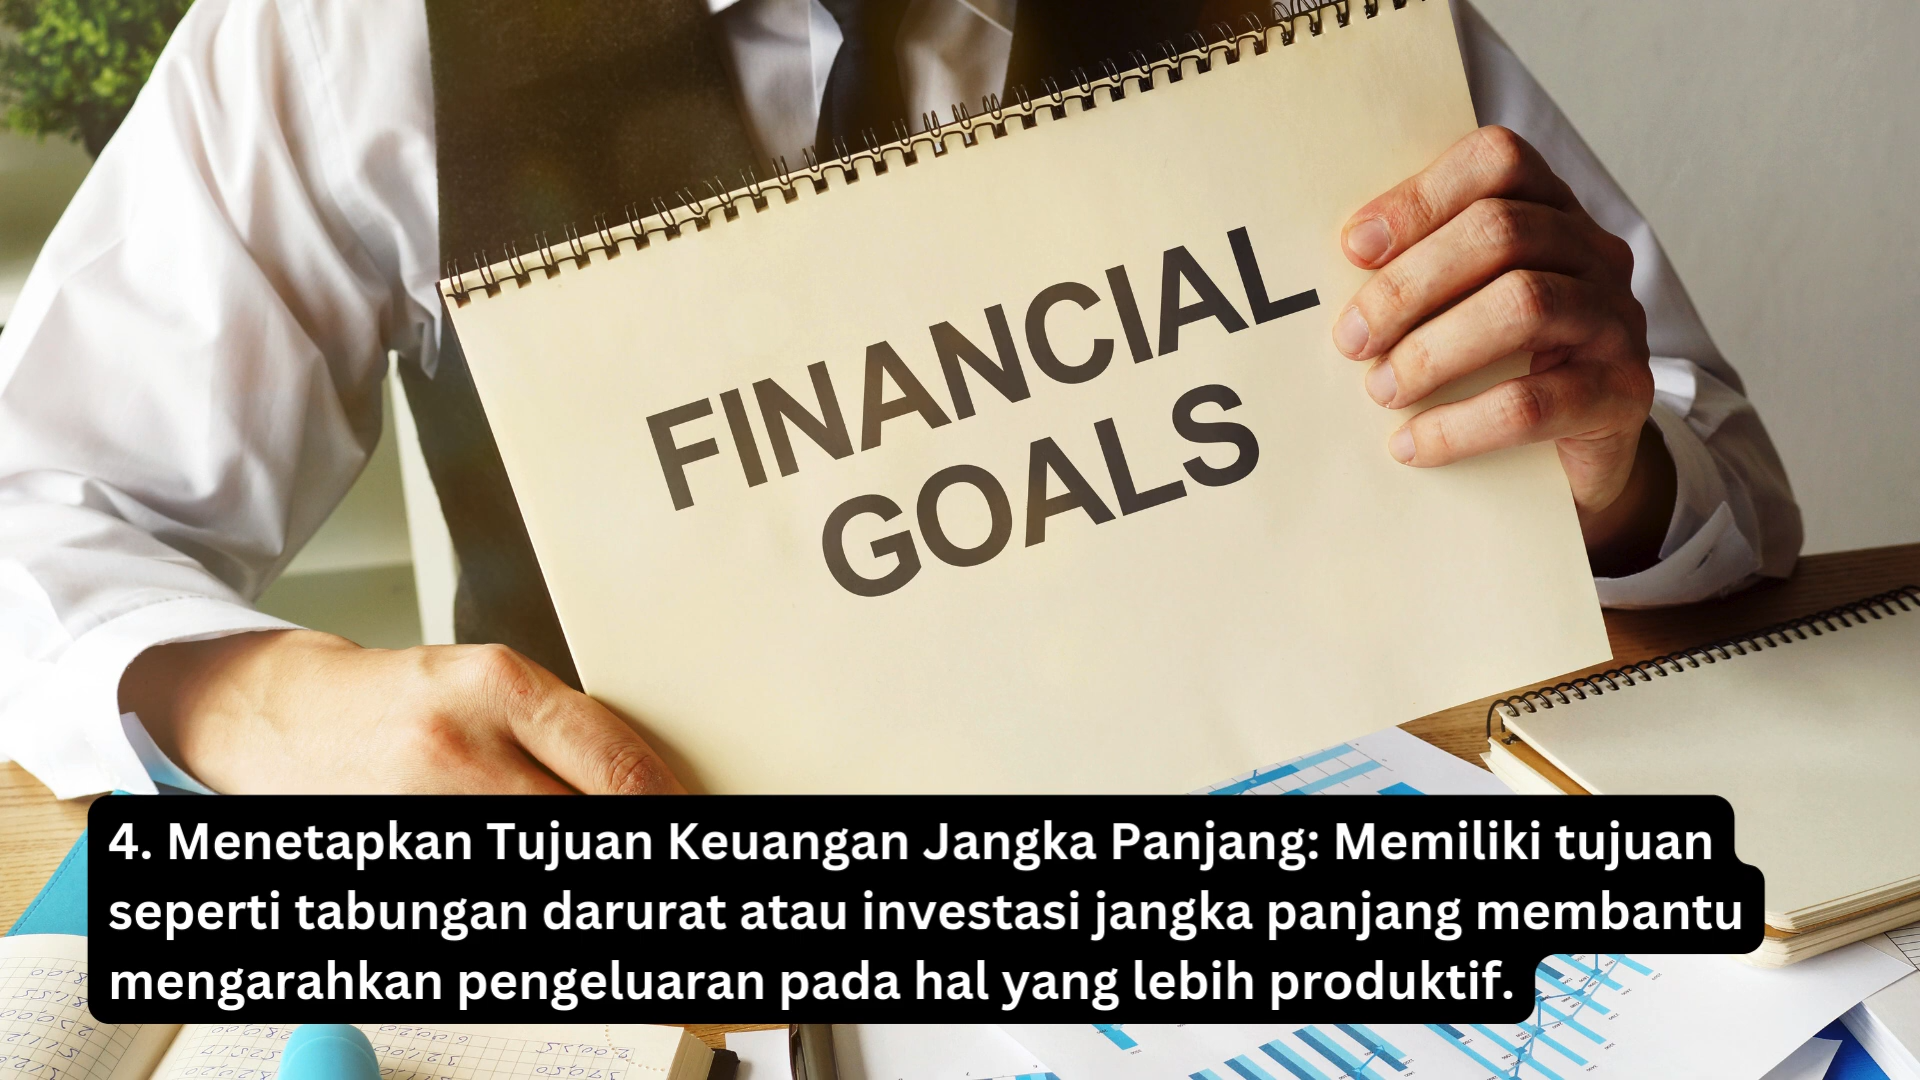 FINANCIAL
GOALS
4. Menetapkan Tujuan Keuangan Jangka Panjang: Memiliki tujuan
seperti tabungan darurat atau investasi jangka panjang membantu
mengarahkan pengeluaran pada hal yang lebih produktif.